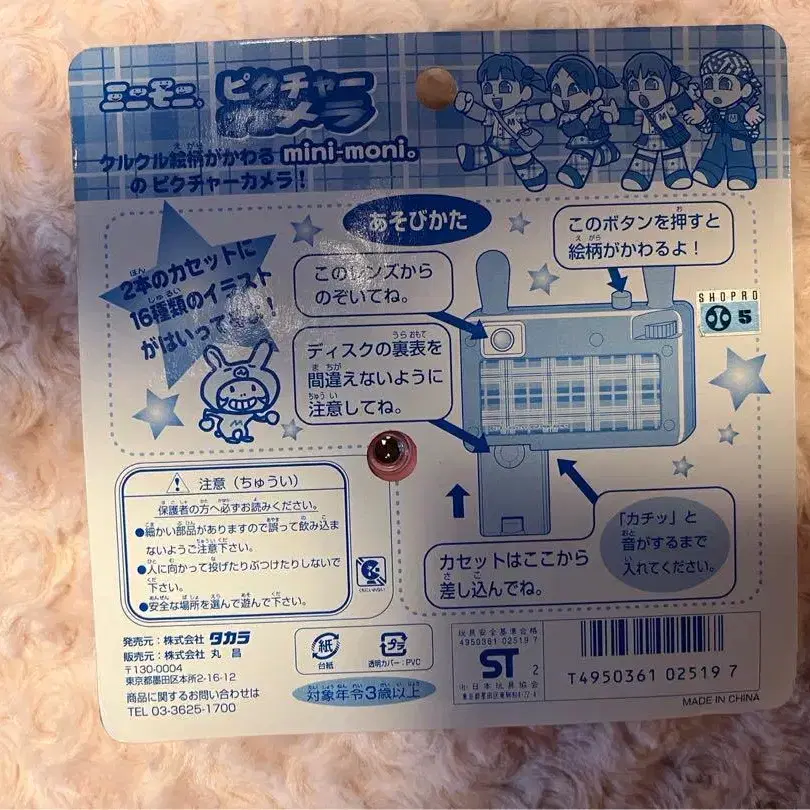 ミニモニ。 ピクチャーカメラ
クルクル絵柄がかわる mini-moni。
の ピクチャーカメラ!
あそびかた
2本のカセットに
16種類のイラスト
がはいってるよ!
このレンズから
のぞいてね。
このボタンを押すと
絵柄がかわるよ!
SHOPRO
5
ディスクの裏表を
間違えないように
注意してね。
「カチッ」と
音がするまで
入れてください。
カセットはここから
差し込んでね。
注意(ちゅうい)
保護者の方へ必ずお読みください。
●細かい部品がありますので誤って飲み込ま
ないようご注意下さい。
●人に向かって投げたりぶつけたりしないで
下さい。
●安全な場所を選んで遊んで下さい。
発売元:株式会社 タカラ
販売元:株式会社 丸昌
〒130-0004
東京都墨田区本所2-16-12
商品に関するお問い合わせは
TEL 03-3625-1700
紙
台紙
プラ
透明カバー:PVC
対象年令3歳以上
玩具安全基準合格
4950361 02519 7
ST 2
(社)日本玩具協会
T4950361 02519 7
MADE IN CHINA